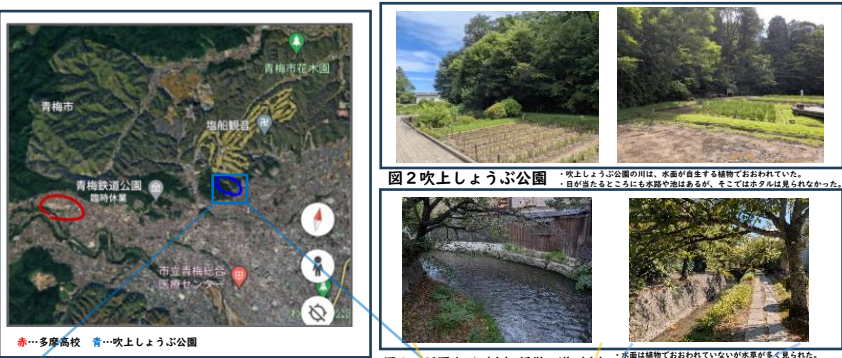 青梅市花木園
青梅市
塩船観音
青梅鉄道公園
臨時休業
市立青梅総合
医療センター
赤…多摩高校 青…吹上しょうぶ公園
図2吹上しょうぶ公園
・吹上しょうぶ公園の川は、水面が自生する植物でおおわれていた。
・日が当たるところにも水路や池はあるが、そこではホタルは見られなかった。
・水面は植物でおおわれていないが水草が多く見られた。